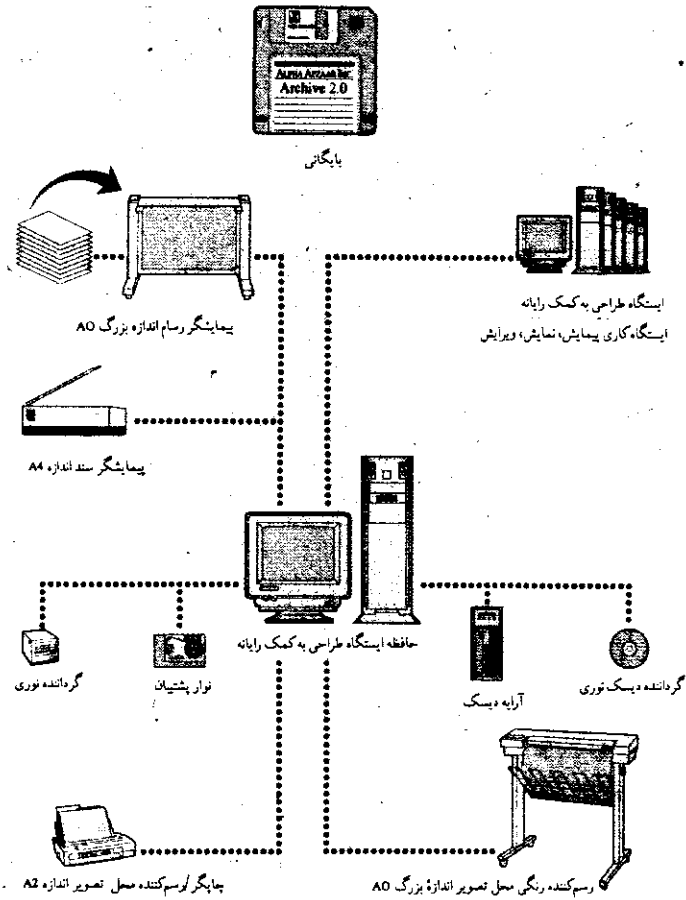 ALPHA AFZAAR INC.
Archive 2.0
بایگانی
پیمایشگر رسام اندازه بزرگ A0
ایستگاه طراحی به کمک رایانه
ایستگاه کاری پیمایش، نمایش، ویرایش
پیمایشگر سند اندازه A4
حافظه ایستگاه طراحی به کمک رایانه
گرداننده نوری
نوار پشتیبان
آرایه دیسک
گرداننده دیسک نوری
چاپگر/رسم‌کننده محل تصویر اندازه A2
رسم‌کننده رنگی محل تصویر اندازهٔ بزرگ A0